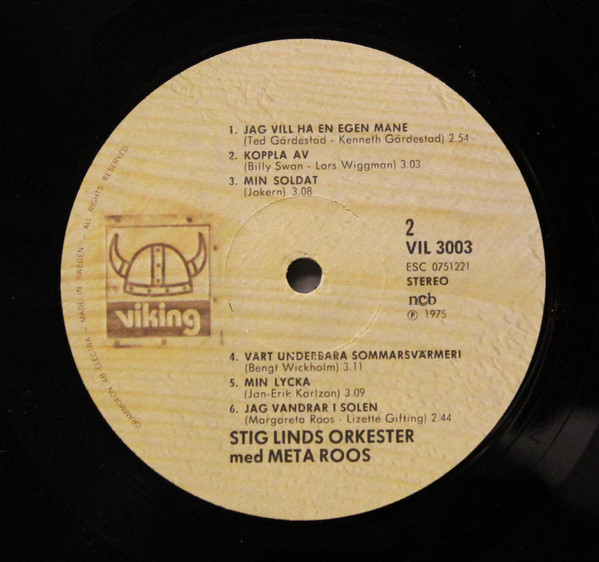 1. JAG VILL HA EN EGEN MÅNE
(Ted Gärdestad - Kenneth Gärdestad) 2.54
2. KOPPLA AV
(Billy Swan - Lars Wiggman) 3.03
3. MIN SOLDAT
(Jokern) 3.08
2
VIL 3003
ESC 0751221
STEREO
ncb
Ⓟ 1975
viking
GRAMMOFON AB ELECTRA - MADE IN SWEDEN - ALL RIGHTS RESERVED
4. VÅRT UNDERBARA SOMMARSVÄRMERI
(Bengt Wickholm) 3.11
5. MIN LYCKA
(Jan-Erik Karlzon) 3.09
6. JAG VANDRAR I SOLEN
(Margareta Roos - Lizette Gifting) 2.44
STIG LINDS ORKESTER
med META ROOS